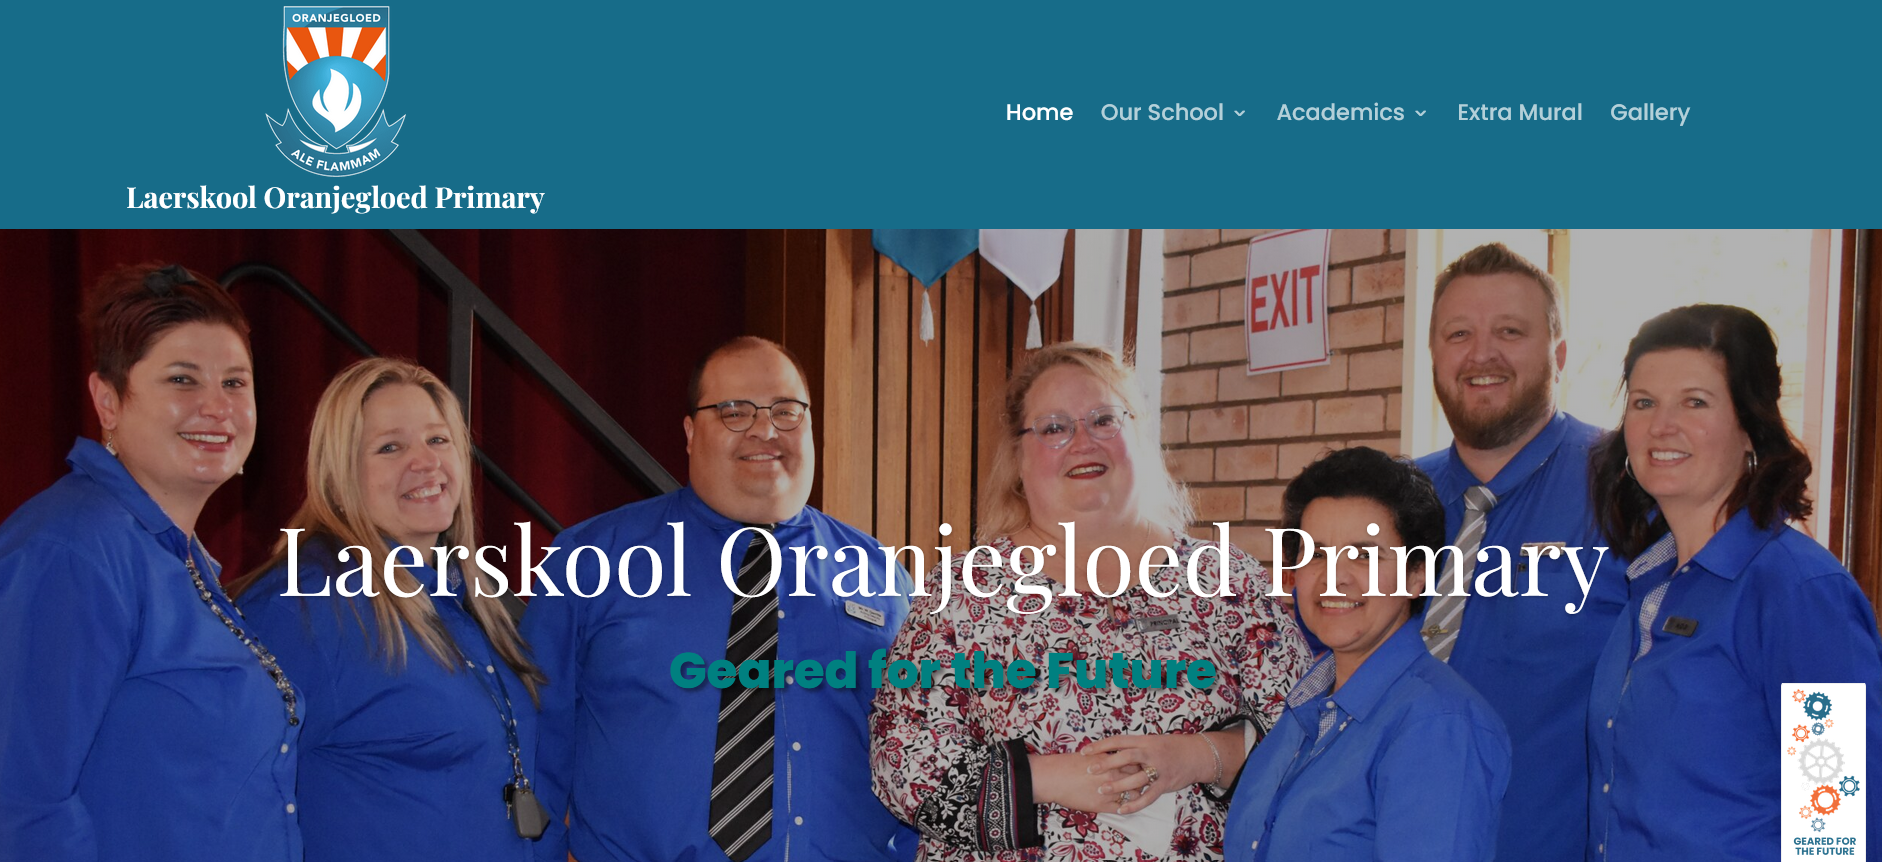 ORANJEGLOED
ALE FLAMMAM
Laerskool Oranjegloed Primary
Home
Our School
Academics
Extra Mural
Gallery
EXIT
Laerskool Oranjegloed Primary
Geared for the Future
GEARED FOR
THE FUTURE